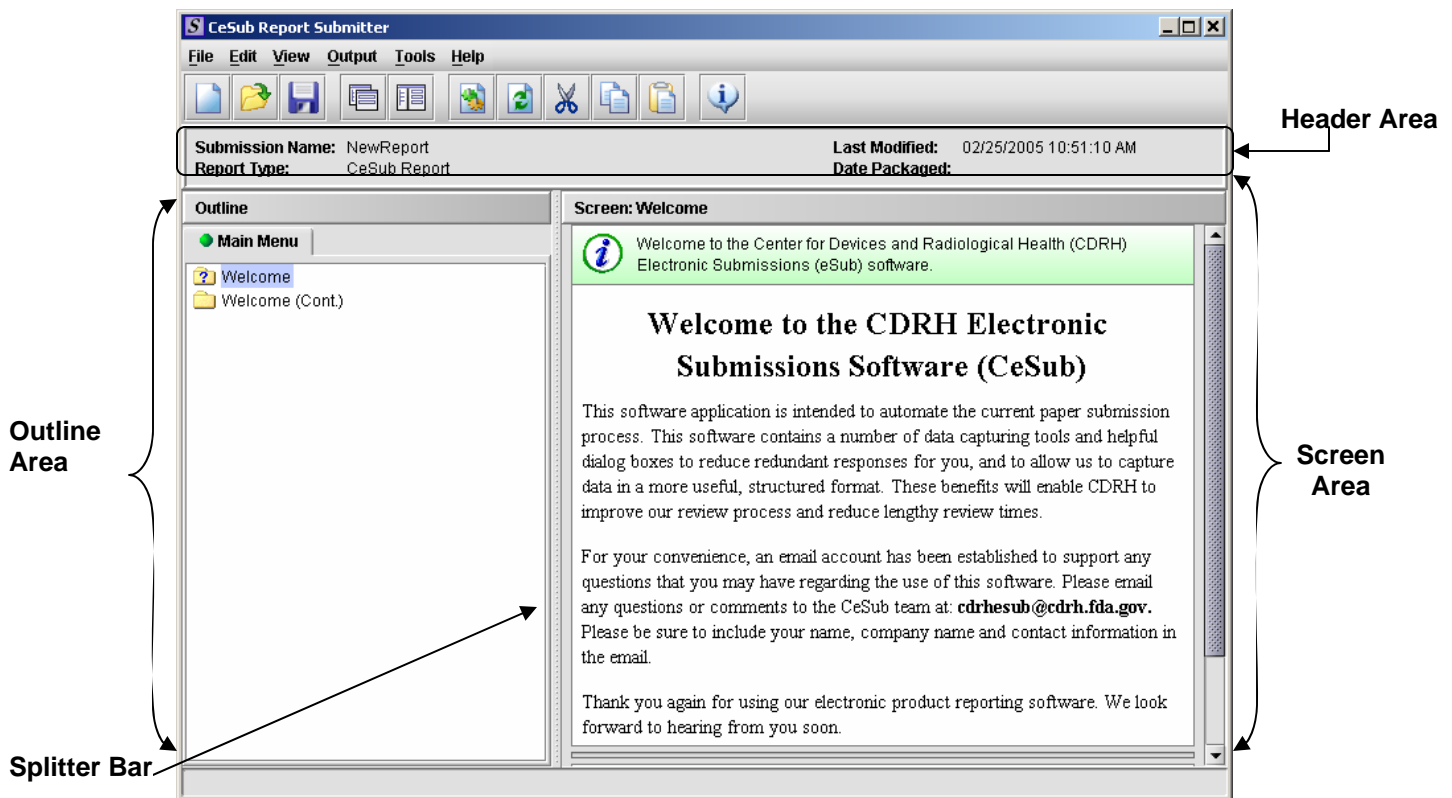 CeSub Report Submitter
File Edit View Output Tools Help
Header Area
Submission Name: NewReport
Last Modified: 02/25/2005 10:51:10 AM
Report Type: CeSub Report
Date Packaged:
Outline
Screen: Welcome
Main Menu
Welcome
Welcome (Cont.)
Welcome to the Center for Devices and Radiological Health (CDRH)
Electronic Submissions (eSub) software.
Welcome to the CDRH Electronic
Submissions Software (CeSub)
This software application is intended to automate the current paper submission
process. This software contains a number of data capturing tools and helpful
dialog boxes to reduce redundant responses for you, and to allow us to capture
data in a more useful, structured format. These benefits will enable CDRH to
improve our review process and reduce lengthy review times.
For your convenience, an email account has been established to support any
questions that you may have regarding the use of this software. Please email
any questions or comments to the CeSub team at: cdrhesub@cdrh.fda.gov.
Please be sure to include your name, company name and contact information in
the email.
Thank you again for using our electronic product reporting software. We look
forward to hearing from you soon.
Outline
Area
Screen
Area
Splitter Bar